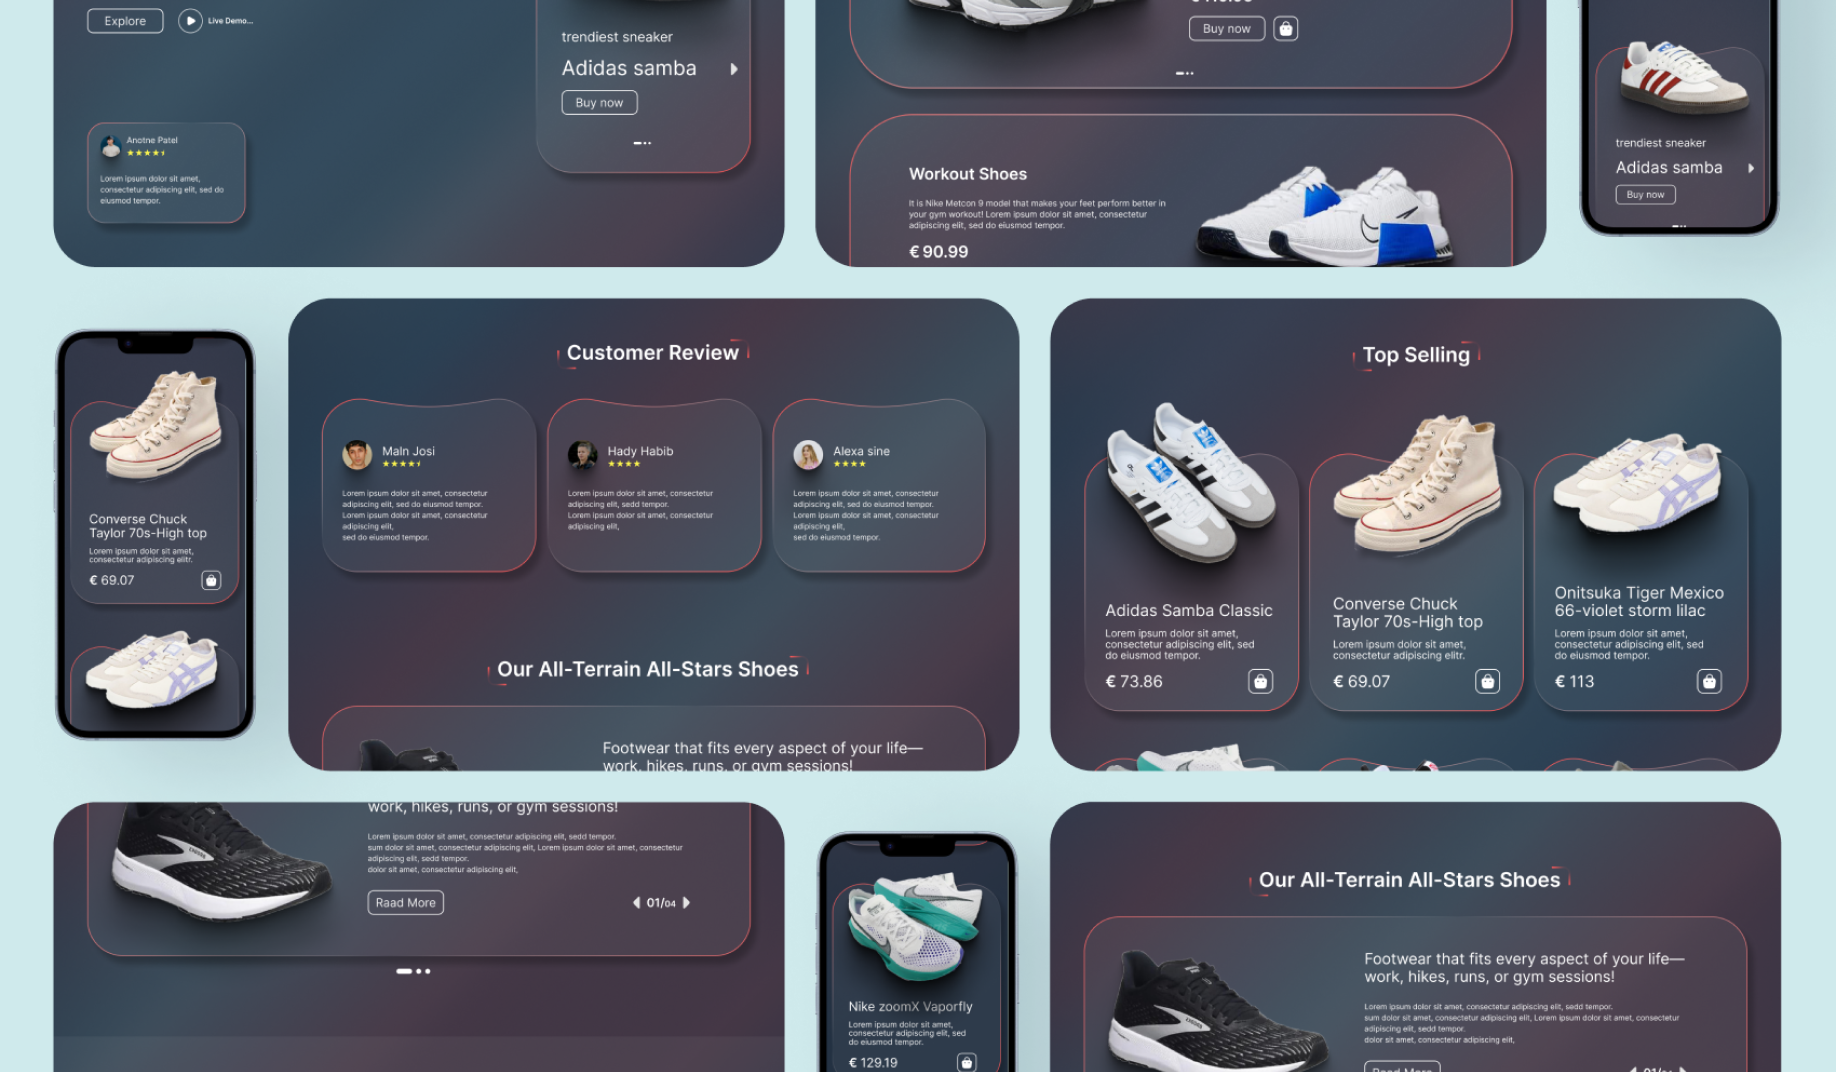 Explore
Live Demo...
trendiest sneaker
Adidas samba
Buy now
Anotne Patel
Lorem ipsum dolor sit amet,
consectetur adipiscing elit, sed do
eiusmod tempor.
Buy now
Workout Shoes
It is Nike Metcon 9 model that makes your feet perform better in
your gym workout! Lorem ipsum dolor sit amet, consectetur
adipiscing elit, sed do eiusmod tempor.
€ 90.99
trendiest sneaker
Adidas samba
Buy now
Converse Chuck
Taylor 70s-High top
Lorem ipsum dolor sit amet,
consectetur adipiscing elitr.
€ 69.07
Customer Review
Maln Josi
Lorem ipsum dolor sit amet, consectetur
adipiscing elit, sed do eiusmod tempor.
Lorem ipsum dolor sit amet, consectetur
adipiscing elit,
sed do eiusmod tempor.
Hady Habib
Lorem ipsum dolor sit amet, consectetur
adipiscing elit, sed do eiusmod tempor.
Lorem ipsum dolor sit amet, consectetur
adipiscing elit,
Alexa sine
Lorem ipsum dolor sit amet, consectetur
adipiscing elit, sed do eiusmod tempor.
Lorem ipsum dolor sit amet, consectetur
adipiscing elit,
sed do eiusmod tempor.
Our All-Terrain All-Stars Shoes
Footwear that fits every aspect of your life—
work, hikes, runs, or gym sessions!
Top Selling
Adidas Samba Classic
Lorem ipsum dolor sit amet,
consectetur adipiscing elit, sed
do eiusmod tempor.
€ 73.86
Converse Chuck
Taylor 70s-High top
Lorem ipsum dolor sit amet,
consectetur adipiscing elitr.
€ 69.07
Onitsuka Tiger Mexico
66-violet storm lilac
Lorem ipsum dolor sit amet,
consectetur adipiscing elit, sed
do eiusmod tempor.
€ 113
work, hikes, runs, or gym sessions!
Lorem ipsum dolor sit amet, consectetur adipiscing elit, sedd tempor.
sum dolor sit amet, consectetur adipiscing elit, Lorem ipsum dolor sit amet, consectetur
adipiscing elit, sedd tempor.
dolor sit amet, consectetur adipiscing elit,
Raad More
01/04
Nike zoomX Vaporfly
Lorem ipsum dolor sit amet,
consectetur adipiscing elit, sed
do eiusmod tempor.
€ 129.19
Our All-Terrain All-Stars Shoes
Footwear that fits every aspect of your life—
work, hikes, runs, or gym sessions!
Lorem ipsum dolor sit amet, consectetur adipiscing elit, sedd tempor.
sum dolor sit amet, consectetur adipiscing elit, Lorem ipsum dolor sit amet, consectetur
adipiscing elit, sedd tempor.
dolor sit amet, consectetur adipiscing elit,
Raad More
01/04